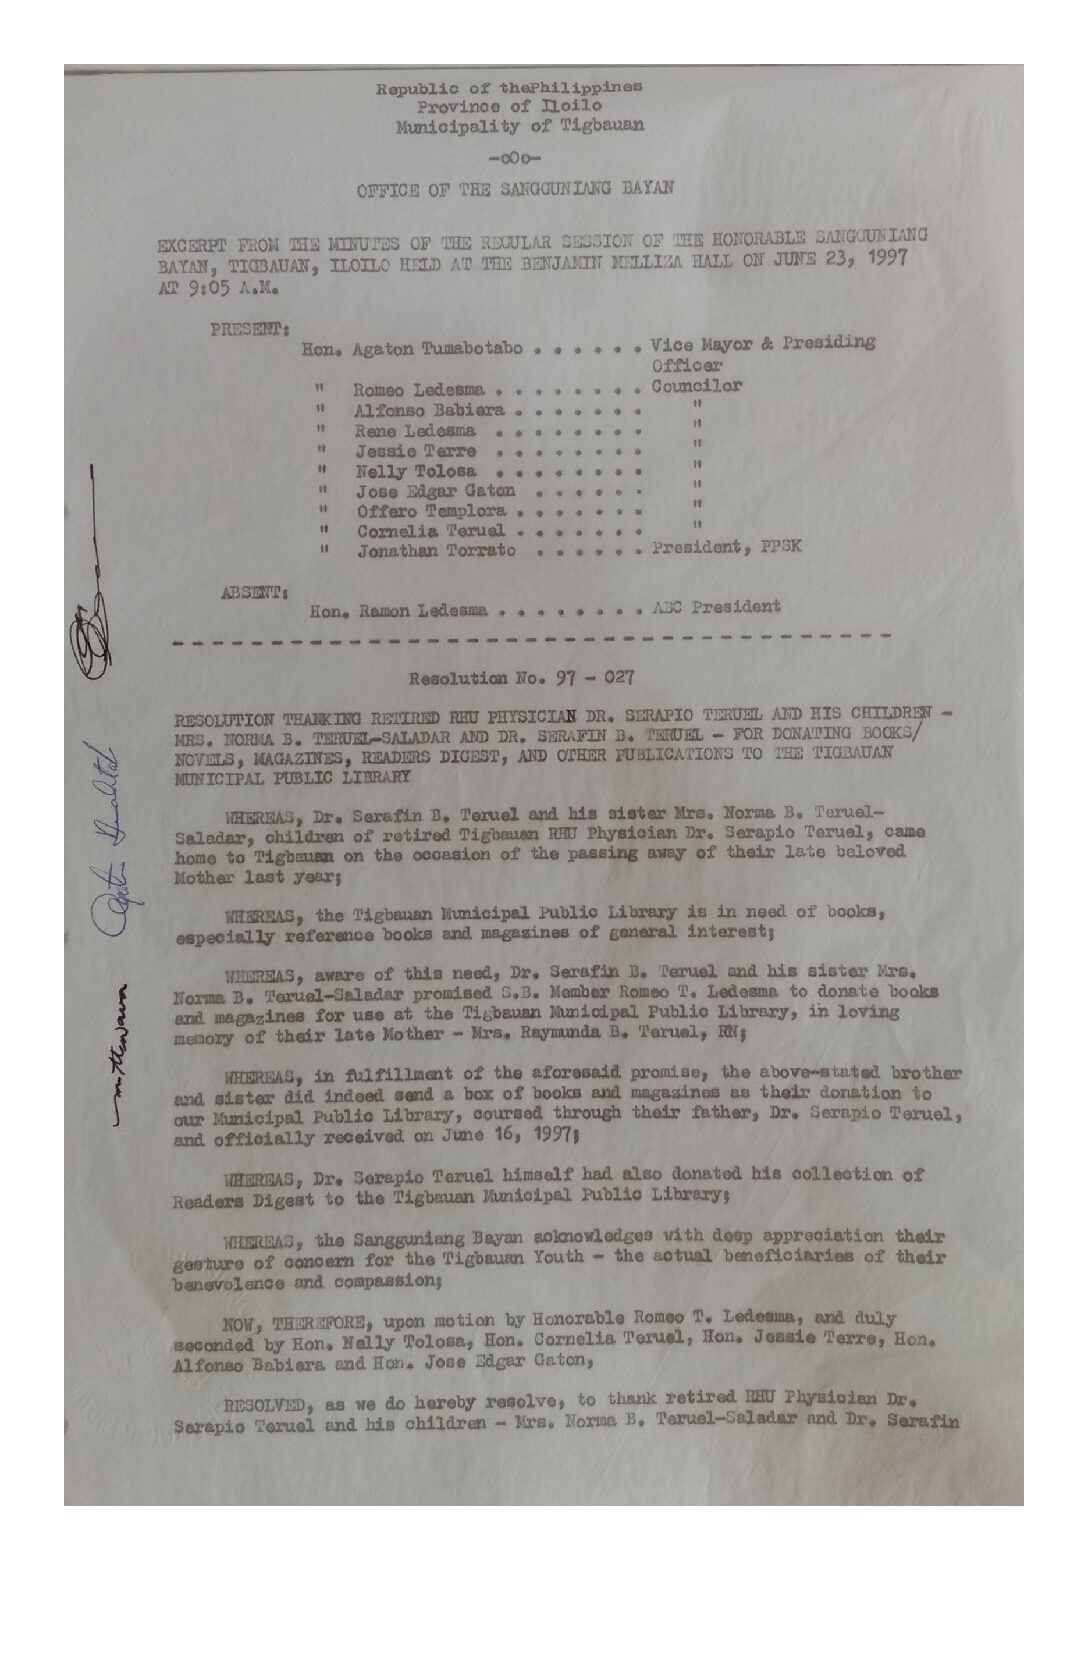 Republic of thePhilippines
Province of Iloilo
Municipality of Tigbauan
-oOo-
OFFICE OF THE SANGGUNIANG BAYAN
EXCERPT FROM THE MINUTES OF THE REGULAR SESSION OF THE HONORABLE SANGGUNIANG
BAYAN, TIGBAUAN, ILOILO HELD AT THE BENJAMIN MELLIZA HALL ON JUNE 23, 1997
AT 9:05 A.M.
PRESENT:
Hon. Agaton Tumabotabo . . . . . . Vice Mayor & Presiding
Officer
" Romeo Ledesma . . . . . . . . Councilor
" Alfonso Babiera . . . . . . . "
" Rene Ledesma . . . . . . . . "
" Jessie Terre . . . . . . . . "
" Nelly Tolosa . . . . . . . . "
" Jose Edgar Gaton . . . . . . "
" Offero Templora . . . . . . . "
" Cornelia Teruel . . . . . . . "
" Jonathan Torrato . . . . . . President, PPSK
ABSENT:
Hon. Ramon Ledesma . . . . . . . . ABC President
Resolution No. 97 - 027
RESOLUTION THANKING RETIRED RHU PHYSICIAN DR. SERAPIO TERUEL AND HIS CHILDREN -
MRS. NORMA B. TERUEL-SALADAR AND DR. SERAFIN B. TERUEL - FOR DONATING BOOKS/
NOVELS, MAGAZINES, READERS DIGEST, AND OTHER PUBLICATIONS TO THE TIGBAUAN
MUNICIPAL PUBLIC LIBRARY
WHEREAS, Dr. Serafin B. Teruel and his sister Mrs. Norma B. Teruel-
Saladar, children of retired Tigbauan RHU Physician Dr. Serapio Teruel, came
home to Tigbauan on the occasion of the passing away of their late beloved
Mother last year;
WHEREAS, the Tigbauan Municipal Public Library is in need of books,
especially reference books and magazines of general interest;
WHEREAS, aware of this need, Dr. Serafin B. Teruel and his sister Mrs.
Norma B. Teruel-Saladar promised S.B. Member Romeo T. Ledesma to donate books
and magazines for use at the Tigbauan Municipal Public Library, in loving
memory of their late Mother - Mrs. Raymunda B. Teruel, RN;
WHEREAS, in fulfillment of the aforesaid promise, the above-stated brother
and sister did indeed send a box of books and magazines as their donation to
our Municipal Public Library, coursed through their father, Dr. Serapio Teruel,
and officially received on June 16, 1997;
WHEREAS, Dr. Serapio Teruel himself had also donated his collection of
Readers Digest to the Tigbauan Municipal Public Library;
WHEREAS, the Sangguniang Bayan acknowledges with deep appreciation their
gesture of concern for the Tigbauan Youth - the actual beneficiaries of their
benevolence and compassion;
NOW, THEREFORE, upon motion by Honorable Romeo T. Ledesma, and duly
seconded by Hon. Nelly Tolosa, Hon. Cornelia Teruel, Hon. Jessie Terre, Hon.
Alfonso Babiera and Hon. Jose Edgar Gaton,
RESOLVED, as we do hereby resolve, to thank retired RHU Physician Dr.
Serapio Teruel and his children - Mrs. Norma B. Teruel-Saladar and Dr. Serafin